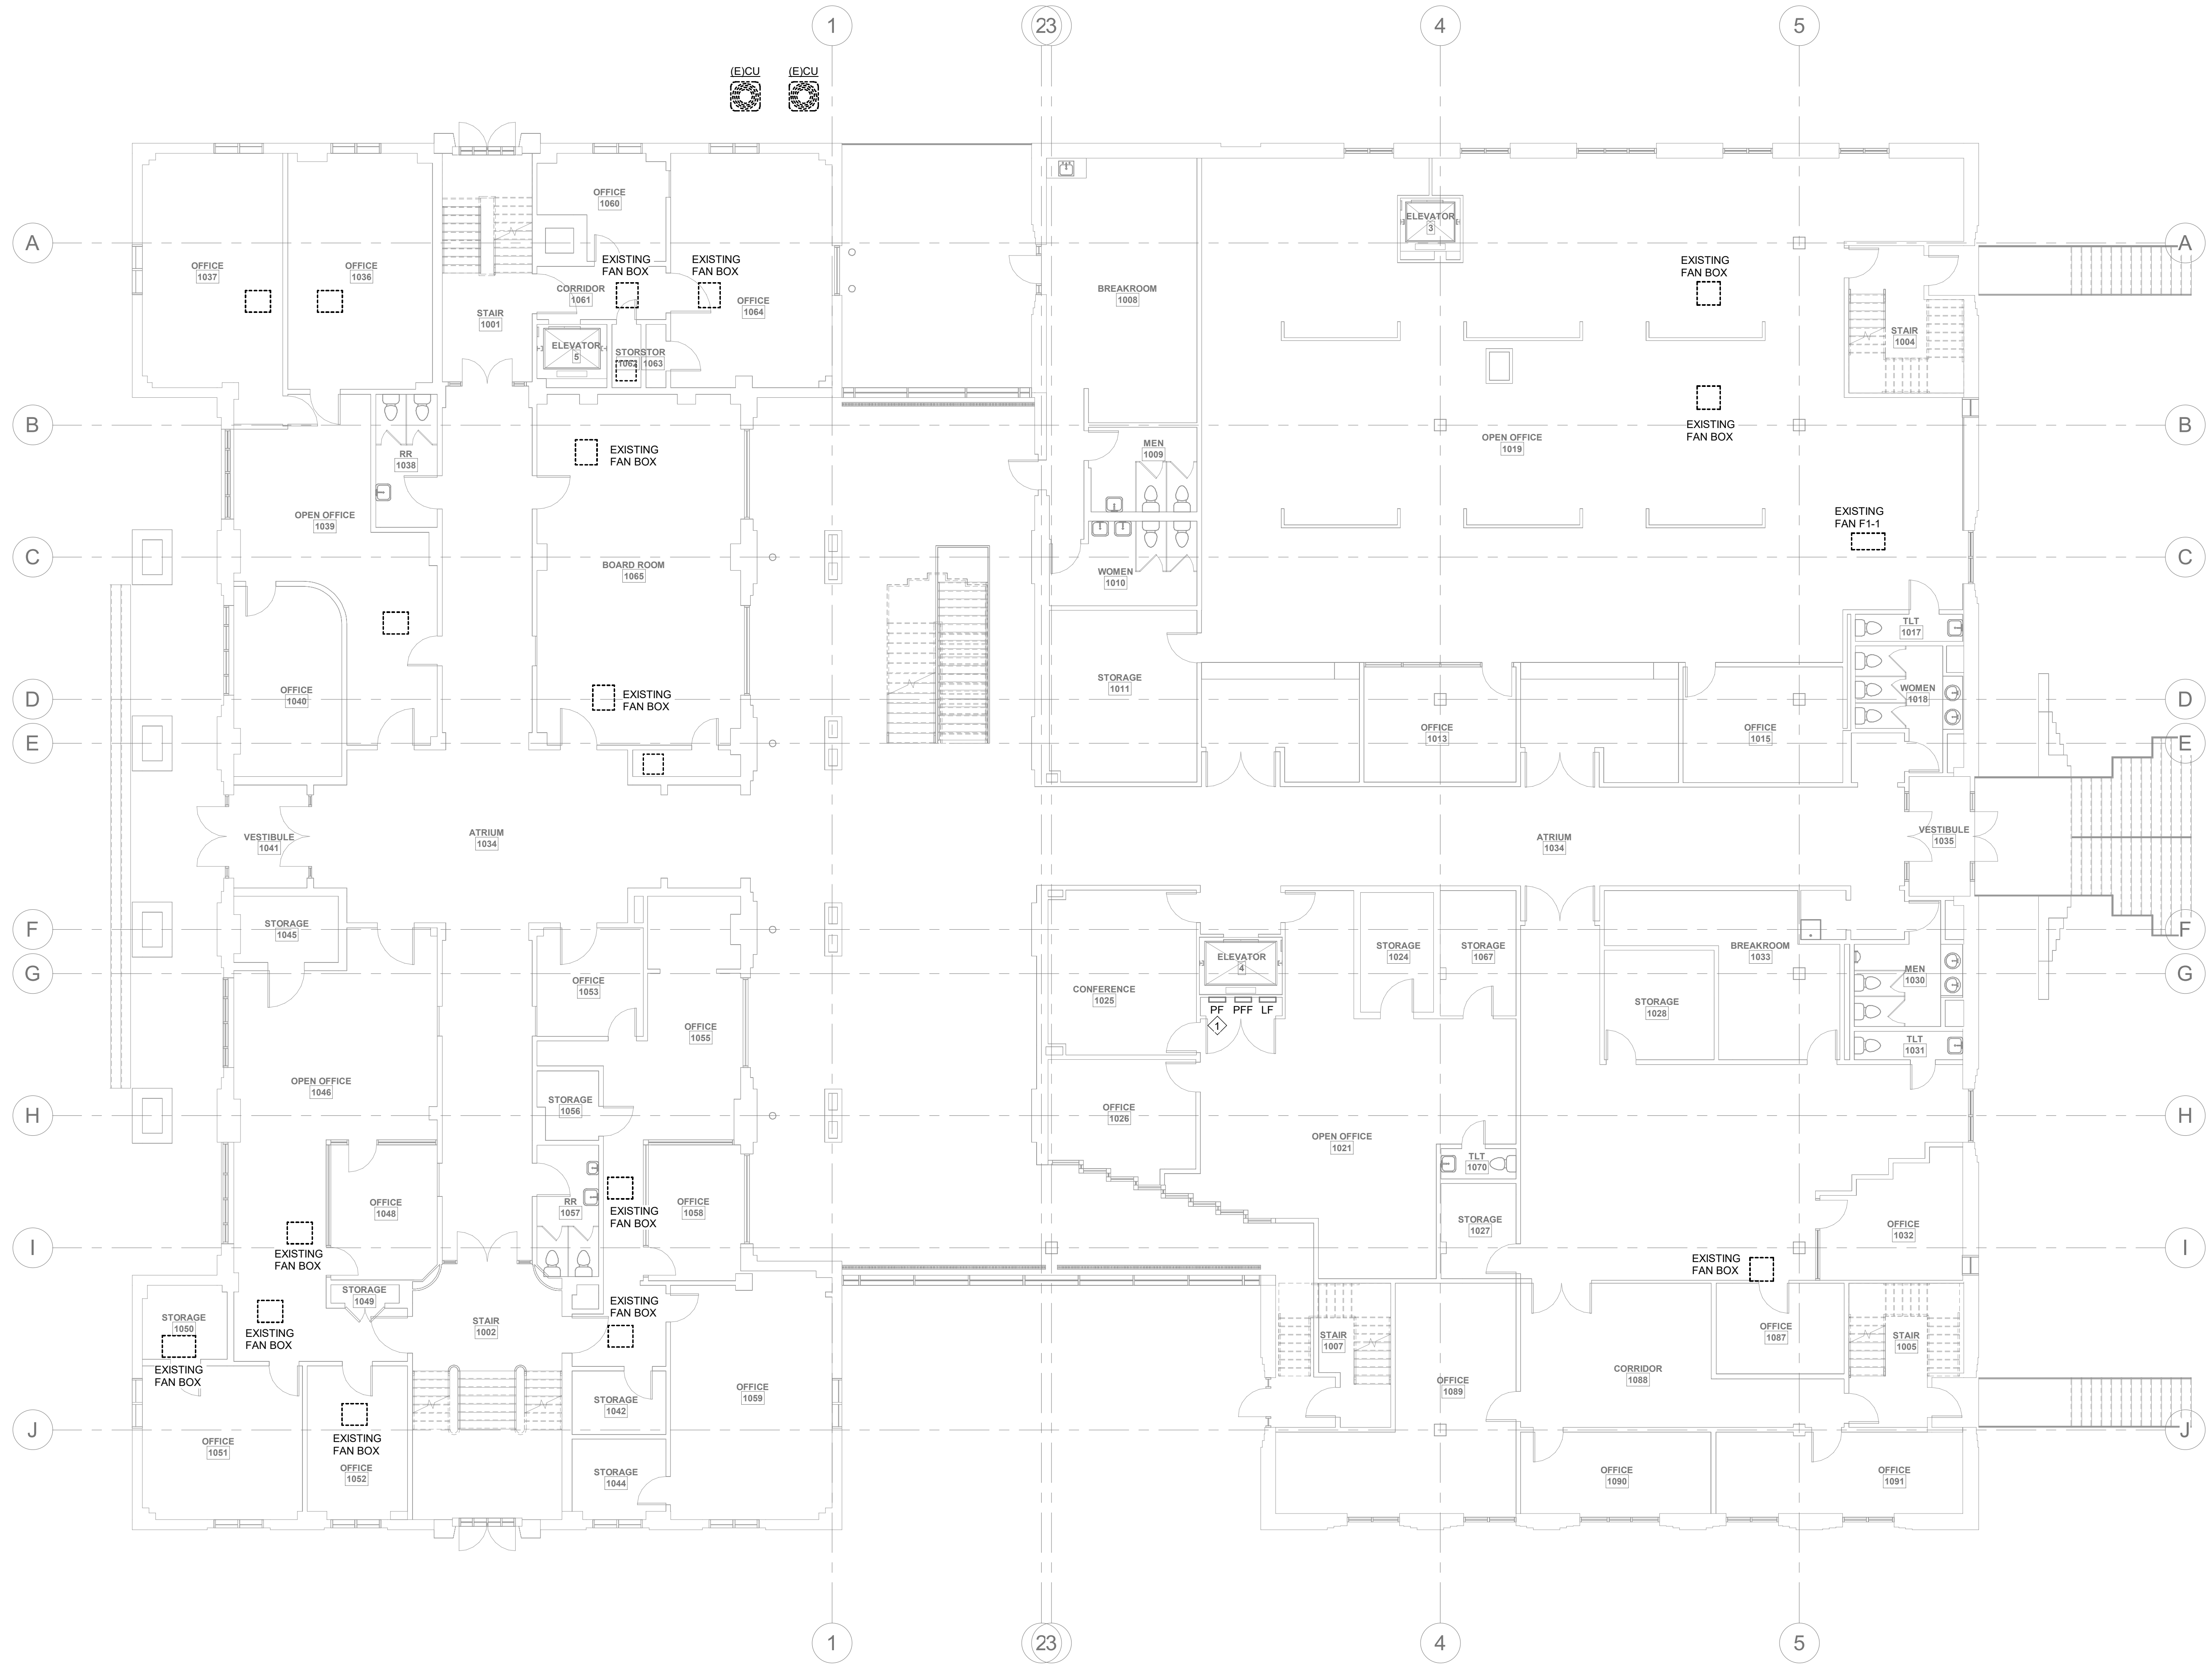 1
2
3
4
5
(E)CU
(E)CU
A
A
OFFICE
1037
OFFICE
1036
OFFICE
1060
EXISTING
FAN BOX
EXISTING
FAN BOX
CORRIDOR
1061
OFFICE
1064
STAIR
1001
ELEVATOR
5
STOR
1062
STOR
1063
BREAKROOM
1008
ELEVATOR
3
EXISTING
FAN BOX
STAIR
1004
B
B
RR
1038
EXISTING
FAN BOX
MEN
1009
OPEN OFFICE
1019
EXISTING
FAN BOX
OPEN OFFICE
1039
EXISTING
FAN F1-1
C
C
BOARD ROOM
1065
WOMEN
1010
TLT
1017
D
D
OFFICE
1040
EXISTING
FAN BOX
STORAGE
1011
WOMEN
1018
E
E
OFFICE
1013
OFFICE
1015
VESTIBULE
1041
ATRIUM
1034
ATRIUM
1034
VESTIBULE
1035
F
F
STORAGE
1045
STORAGE
1024
STORAGE
1067
BREAKROOM
1033
G
G
OFFICE
1053
CONFERENCE
1025
ELEVATOR
4
PF
PFF
LF
1
MEN
1030
STORAGE
1028
OFFICE
1055
TLT
1031
OPEN OFFICE
1046
STORAGE
1056
H
H
OFFICE
1026
OPEN OFFICE
1021
TLT
1070
OFFICE
1048
RR
1057
EXISTING
FAN BOX
OFFICE
1058
STORAGE
1027
OFFICE
1032
I
I
EXISTING
FAN BOX
EXISTING
FAN BOX
STORAGE
1049
EXISTING
FAN BOX
STORAGE
1050
EXISTING
FAN BOX
STAIR
1002
EXISTING
FAN BOX
STAIR
1007
OFFICE
1087
STAIR
1005
CORRIDOR
1088
OFFICE
1089
OFFICE
1059
STORAGE
1042
J
J
OFFICE
1051
EXISTING
FAN BOX
OFFICE
1052
STORAGE
1044
OFFICE
1090
OFFICE
1091
1
2
3
4
5